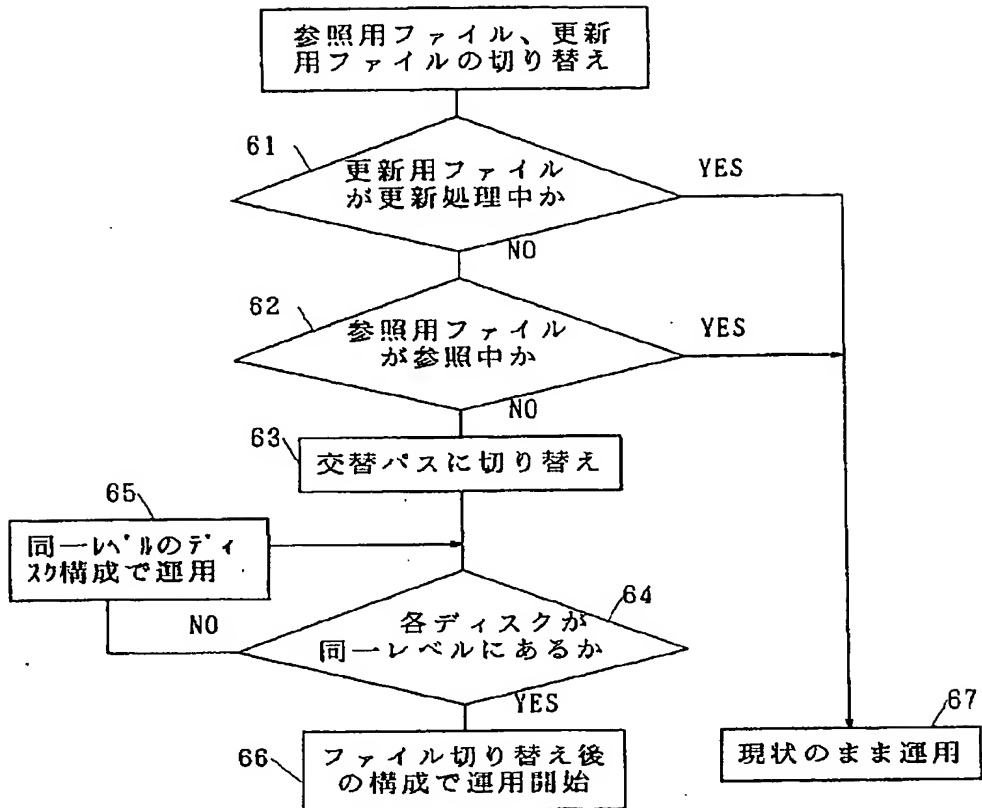 参照用ファイル、更新
用ファイルの切り替え
61
更新用ファイル
が更新処理中か
YES
NO
62
参照用ファイル
が参照中か
YES
NO
63
交替パスに切り替え
65
同一ﾚﾍﾞﾙのﾃﾞｨ
ｽｸ構成で運用
64
各ディスクが
同一レベルにあるか
NO
YES
66
ファイル切り替え後
の構成で運用開始
67
現状のまま運用